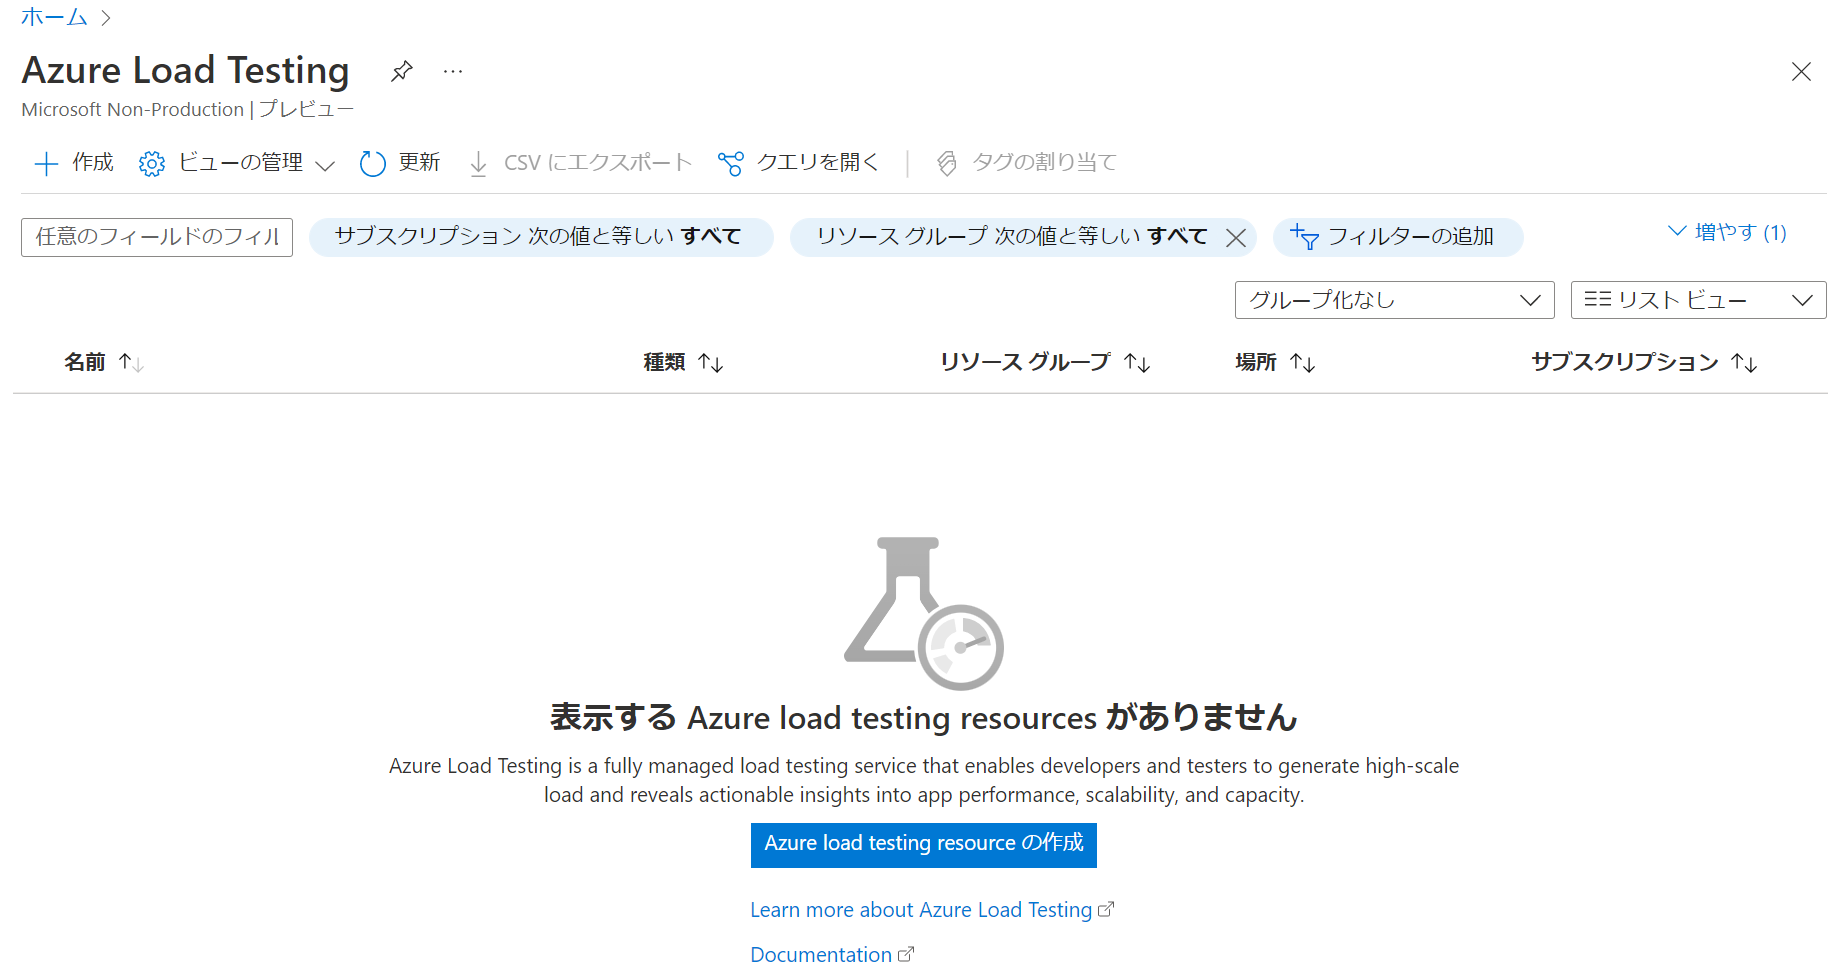 ホーム
Azure Load Testing
Microsoft Non-Production | プレビュー
作成 ビューの管理 更新 CSV にエクスポート クエリを開く タグの割り当て
任意のフィールドのフィル サブスクリプション 次の値と等しい すべて リソース グループ 次の値と等しい すべて フィルターの追加 増やす (1)
グループ化なし リスト ビュー
名前 種類 リソース グループ 場所 サブスクリプション
表示する Azure load testing resources がありません
Azure Load Testing is a fully managed load testing service that enables developers and testers to generate high-scale
load and reveals actionable insights into app performance, scalability, and capacity.
Azure load testing resource の作成
Learn more about Azure Load Testing
Documentation